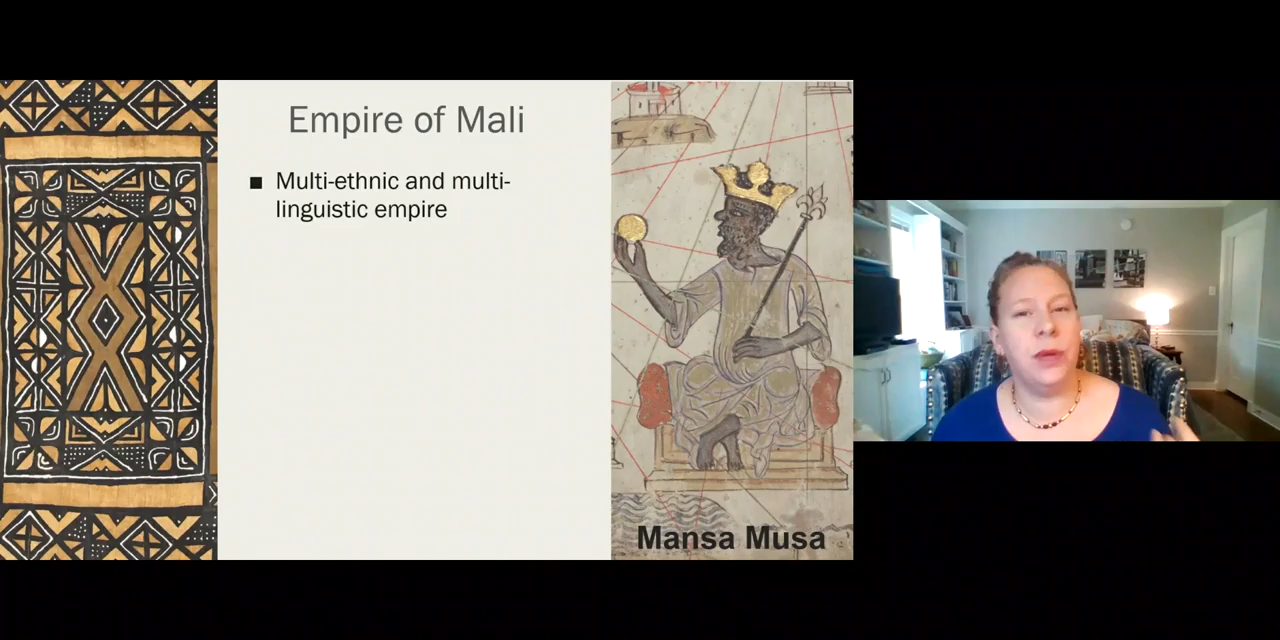 Empire of Mali
Multi-ethnic and multi-
linguistic empire
Mansa Musa